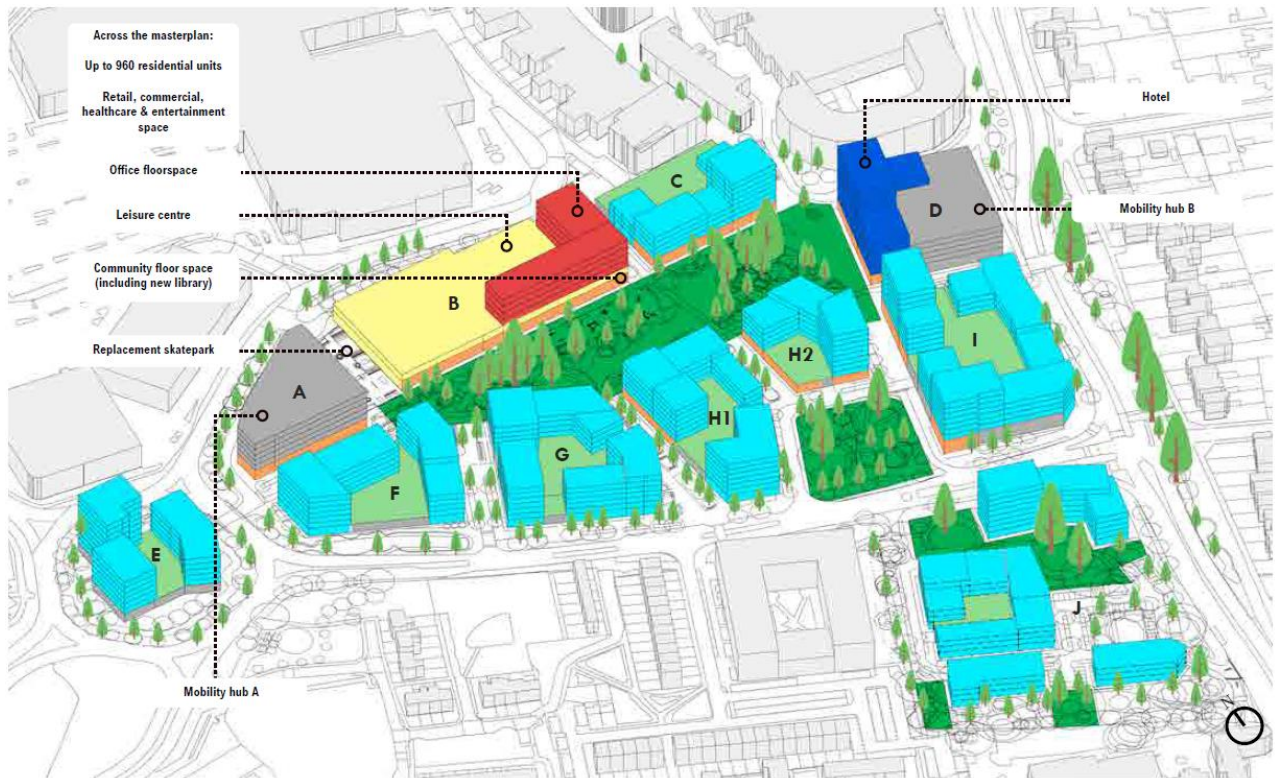 Across the masterplan:
Up to 960 residential units
Retail, commercial,
healthcare & entertainment
space
Office floorspace
Leisure centre
Community floor space
(including new library)
Replacement skatepark
Mobility hub A
Hotel
Mobility hub B
A
B
C
D
E
F
G
H1
H2
I
J
N